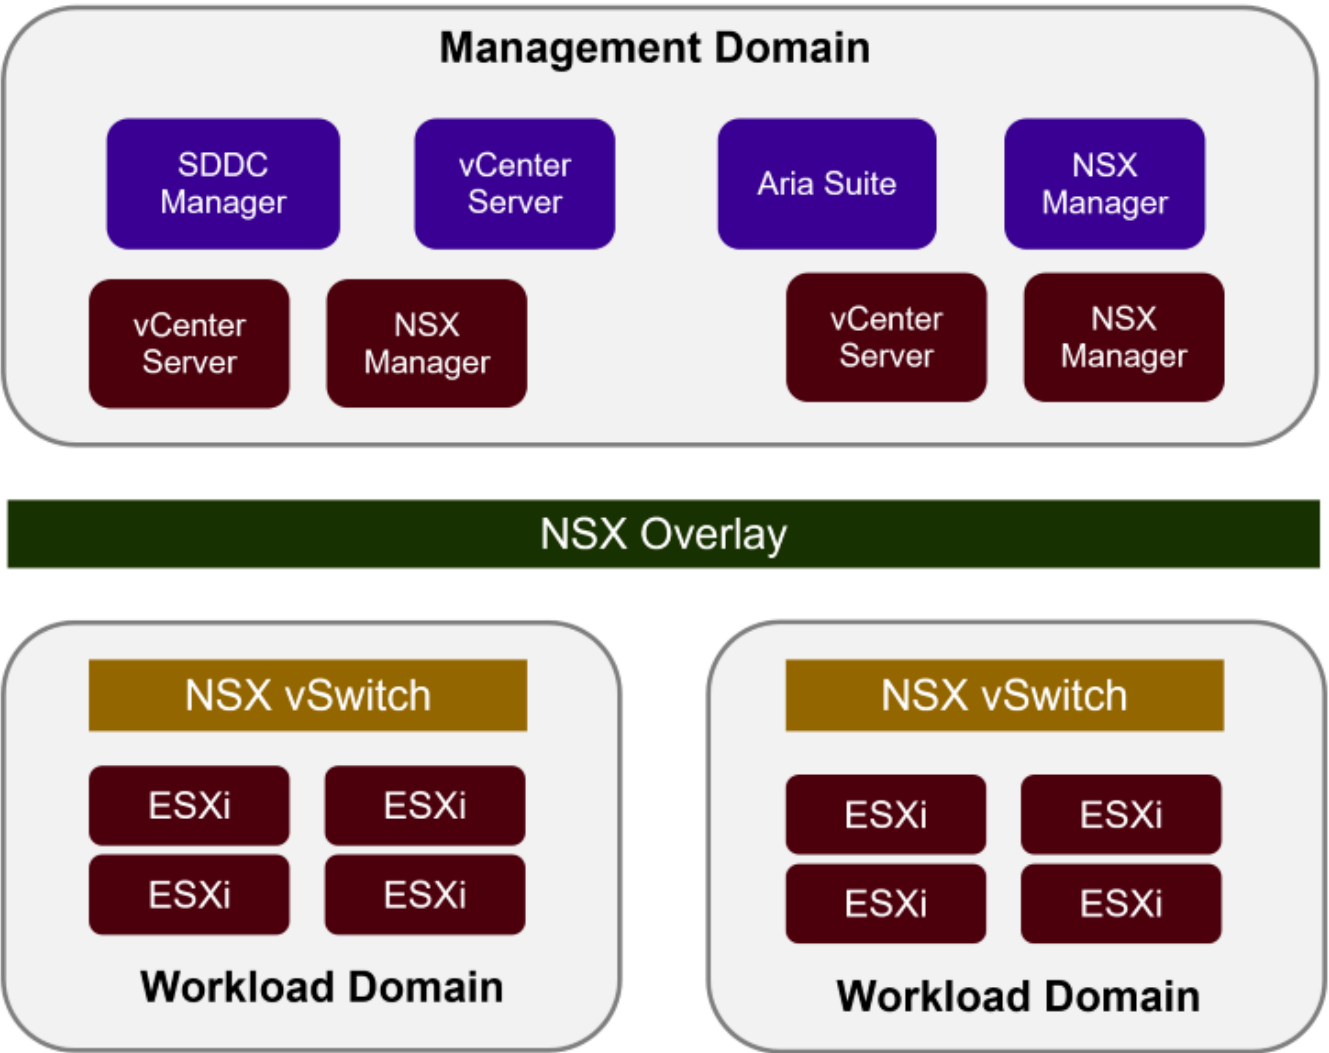 Management Domain
SDDC
Manager
vCenter
Server
Aria Suite
NSX
Manager
vCenter
Server
NSX
Manager
vCenter
Server
NSX
Manager
NSX Overlay
NSX vSwitch
ESXi
ESXi
ESXi
ESXi
Workload Domain
NSX vSwitch
ESXi
ESXi
ESXi
ESXi
Workload Domain